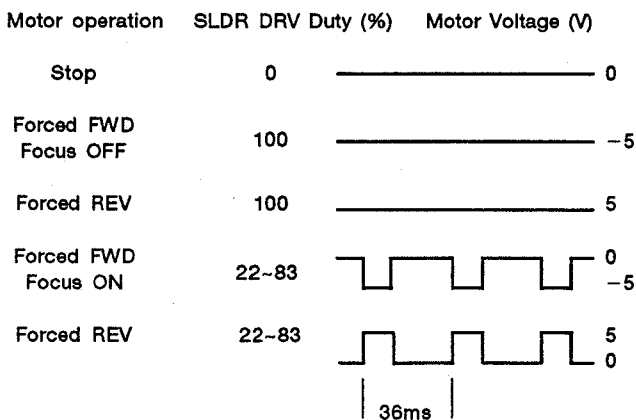 Motor operation SLDR DRV Duty (%) Motor Voltage (V)
Stop 0 0
Forced FWD
Focus OFF 100 −5
Forced REV 100 5
Forced FWD
Focus ON 22~83 0
−5
Forced REV 22~83 5
0
36ms